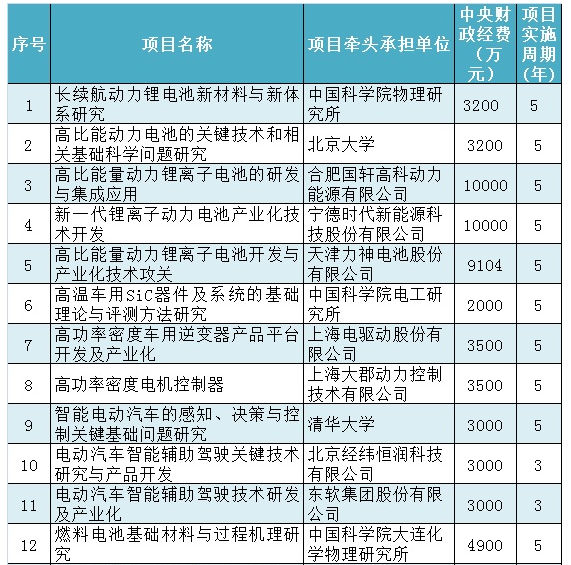 序号 项目名称 项目牵头承担单位 中央财政经费（万元） 项目实施周期(年)
1 长续航动力锂电池新材料与新体系研究 中国科学院物理研究所 3200 5
2 高比能动力电池的关键技术和相关基础科学问题研究 北京大学 3200 5
3 高比能量动力锂离子电池的研发与集成应用 合肥国轩高科动力能源有限公司 10000 5
4 新一代锂离子动力电池产业化技术开发 宁德时代新能源科技股份有限公司 10000 5
5 高比能量动力锂离子电池开发与产业化技术攻关 天津力神电池股份有限公司 9104 5
6 高温车用SiC器件及系统的基础理论与评测方法研究 中国科学院电工研究所 2000 5
7 高功率密度车用逆变器产品平台开发及产业化 上海电驱动股份有限公司 3500 5
8 高功率密度电机控制器 上海大郡动力控制技术有限公司 3500 5
9 智能电动汽车的感知、决策与控制关键基础问题研究 清华大学 3000 5
10 电动汽车智能辅助驾驶关键技术研究与产品开发 北京经纬恒润科技有限公司 3000 3
11 电动汽车智能辅助驾驶技术研发及产业化 东软集团股份有限公司 3000 3
12 燃料电池基础材料与过程机理研究 中国科学院大连化学物理研究所 4900 5